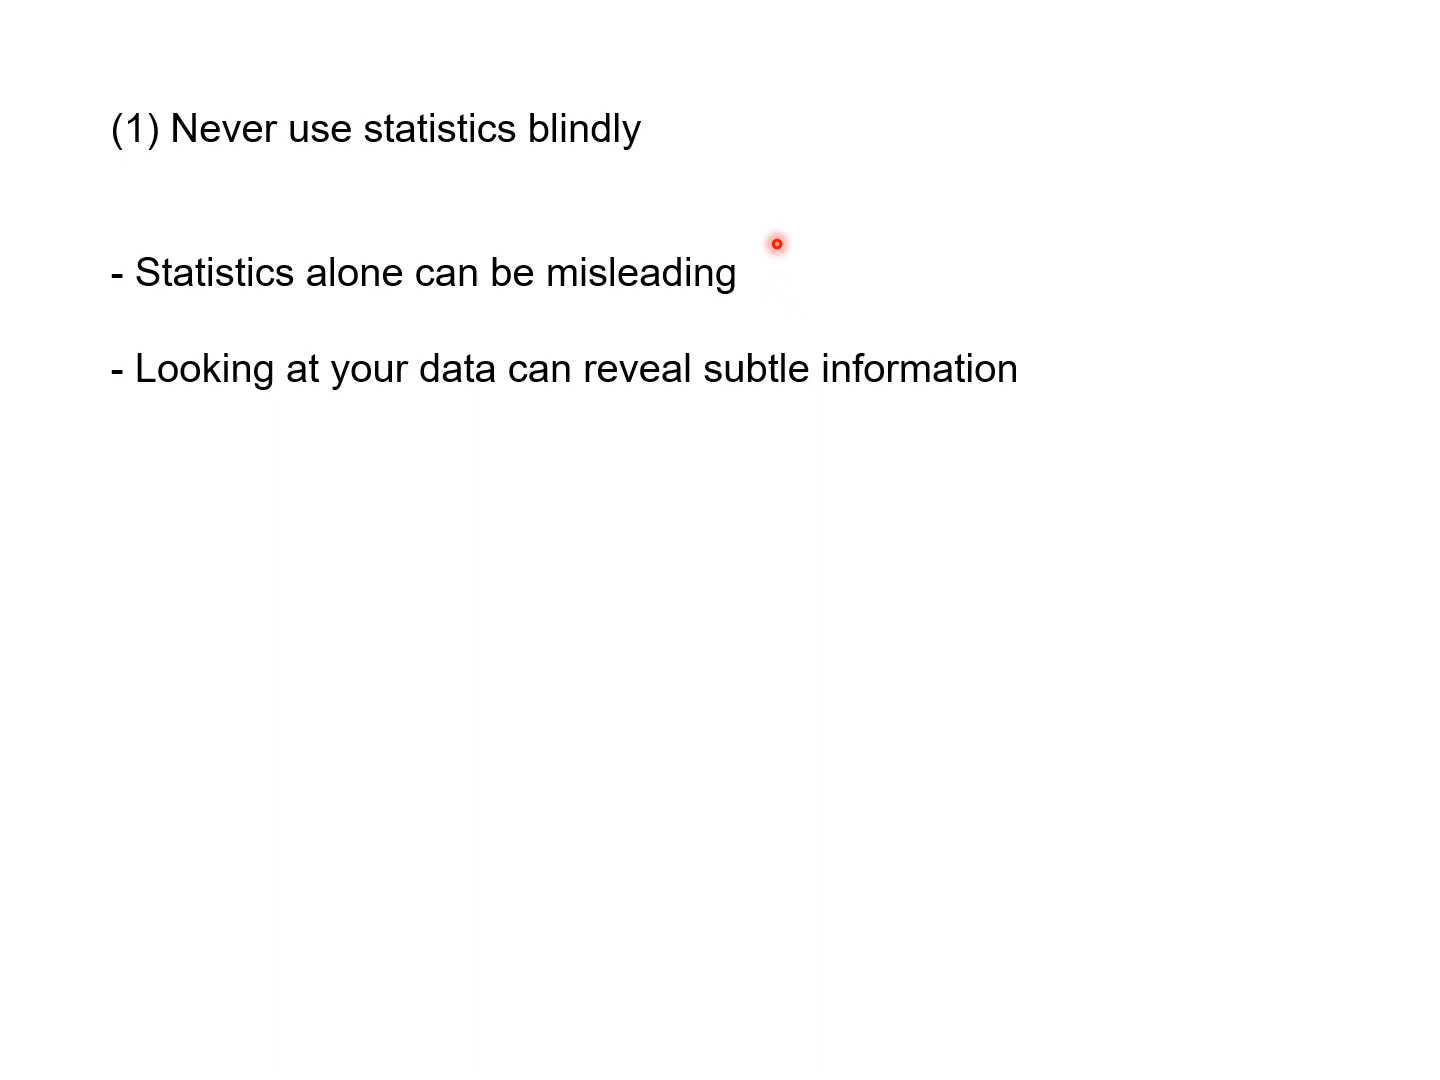 (1) Never use statistics blindly
- Statistics alone can be misleading
- Looking at your data can reveal subtle information